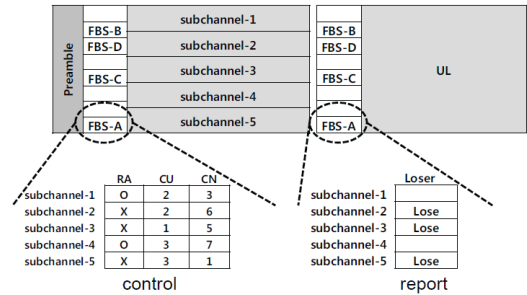 Preamble
FBS-B
FBS-D
FBS-C
FBS-A
subchannel-1
subchannel-2
subchannel-3
subchannel-4
subchannel-5
FBS-B
FBS-D
FBS-C
FBS-A
UL
RA CU CN
subchannel-1 O 2 3
subchannel-2 X 2 6
subchannel-3 X 1 5
subchannel-4 O 3 7
subchannel-5 X 3 1
control
Loser
subchannel-1
subchannel-2 Lose
subchannel-3 Lose
subchannel-4
subchannel-5 Lose
report